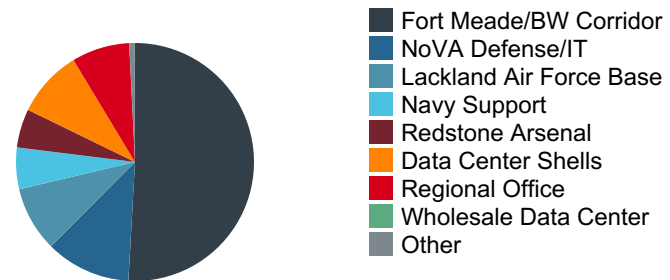 Fort Meade/BW Corridor
NoVA Defense/IT
Lackland Air Force Base
Navy Support
Redstone Arsenal
Data Center Shells
Regional Office
Wholesale Data Center
Other